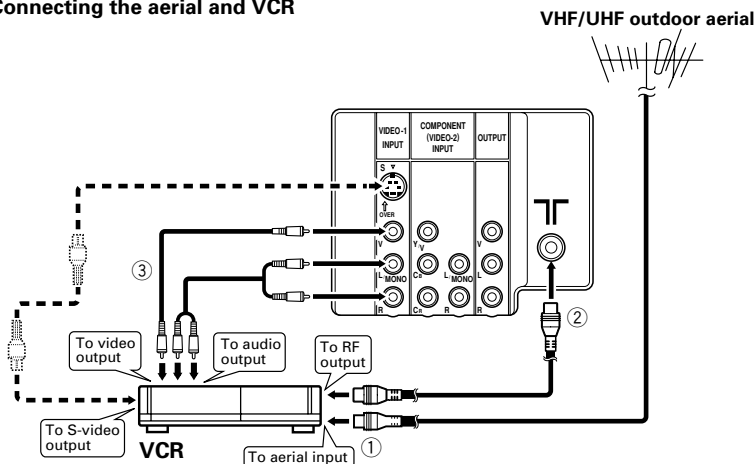 Connecting the aerial and VCR
VHF/UHF outdoor aerial
VIDEO-1
INPUT
COMPONENT
(VIDEO-2)
INPUT
OUTPUT
S
OVER
V
Y/V
V
L/MONO
CB
L/MONO
L
R
CR
R
R
③
②
To video
output
To audio
output
To RF
output
To S-video
output
VCR
To aerial input
①